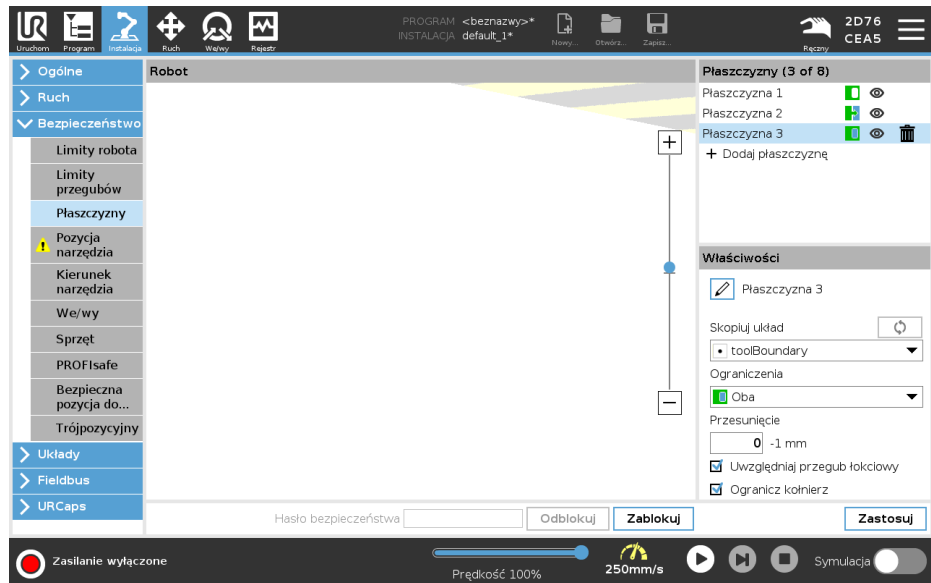 PROGRAM <beznazwy>*
INSTALACJA default_1*
Uruchom Program Instalacja Ruch We/wy Rejestr
Nowy... Otwórz... Zapisz...
Ręczny
2D76
CEA5
Ogólne
Ruch
Bezpieczeństwo
Limity robota
Limity
przegubów
Płaszczyzny
Pozycja
narzędzia
Kierunek
narzędzia
We/wy
Sprzęt
PROFIsafe
Bezpieczna
pozycja do...
Trójpozycyjny
Układy
Fieldbus
URCaps
Robot
Płaszczyzny (3 of 8)
Płaszczyzna 1
Płaszczyzna 2
Płaszczyzna 3
+ Dodaj płaszczyznę
Właściwości
Płaszczyzna 3
Skopiuj układ
toolBoundary
Ograniczenia
Oba
Przesunięcie
0 -1 mm
Uwzględniaj przegub łokciowy
Ogranicz kołnierz
Hasło bezpieczeństwa Odblokuj Zablokuj Zastosuj
Zasilanie wyłączone
Prędkość 100%
250mm/s
Symulacja